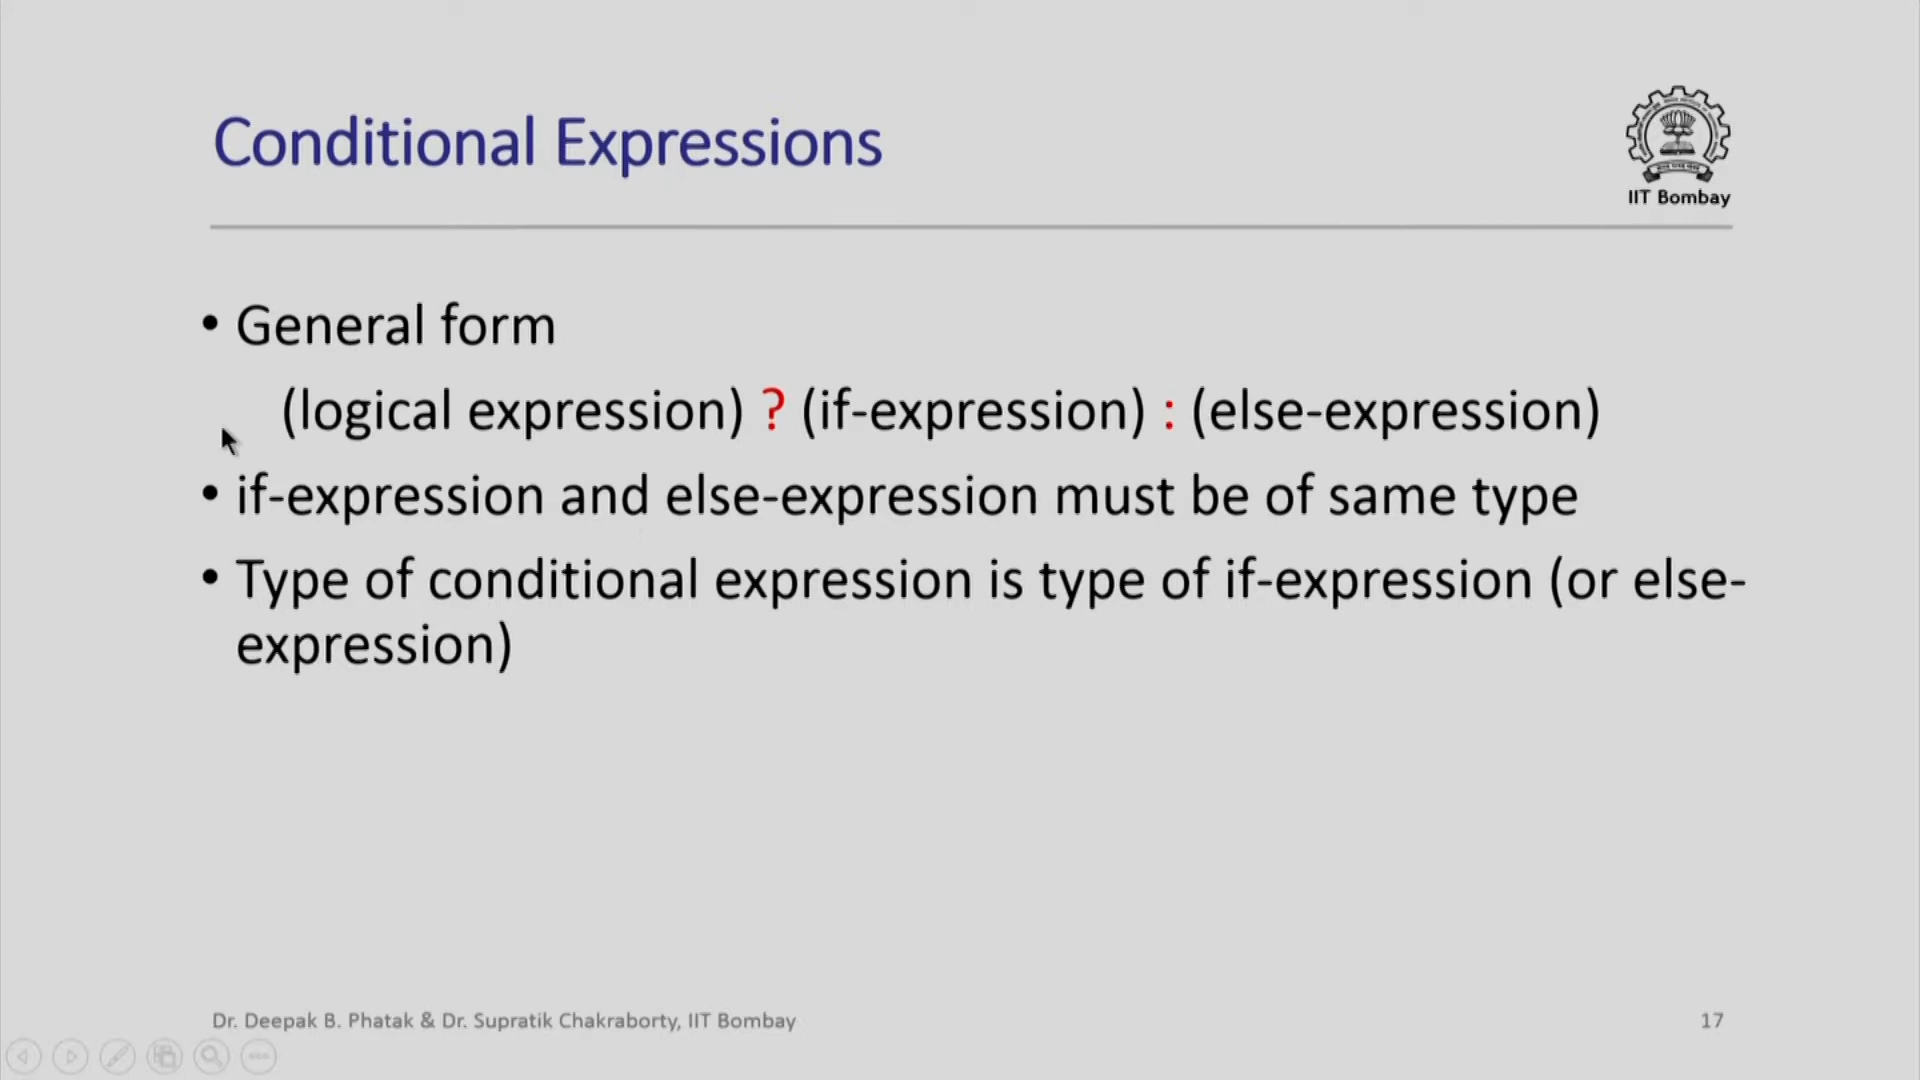 Conditional Expressions
IIT Bombay
• General form
(logical expression) ? (if-expression) : (else-expression)
• if-expression and else-expression must be of same type
• Type of conditional expression is type of if-expression (or else-
expression)
Dr. Deepak B. Phatak & Dr. Supratik Chakraborty, IIT Bombay
17